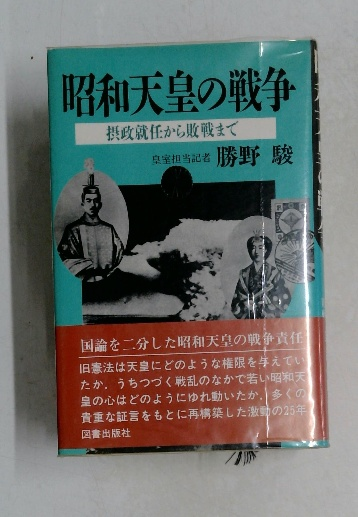 昭和天皇の戦争
摂政就任から敗戦まで
皇室担当記者 勝野 駿
国論を二分した昭和天皇の戦争責任
旧憲法は天皇にどのような権限を与えてい
たか。うちつづく戦乱のなかで若い昭和天
皇の心はどのようにゆれ動いたか、多くの
貴重な証言をもとに再構築した激動の25年
図書出版社